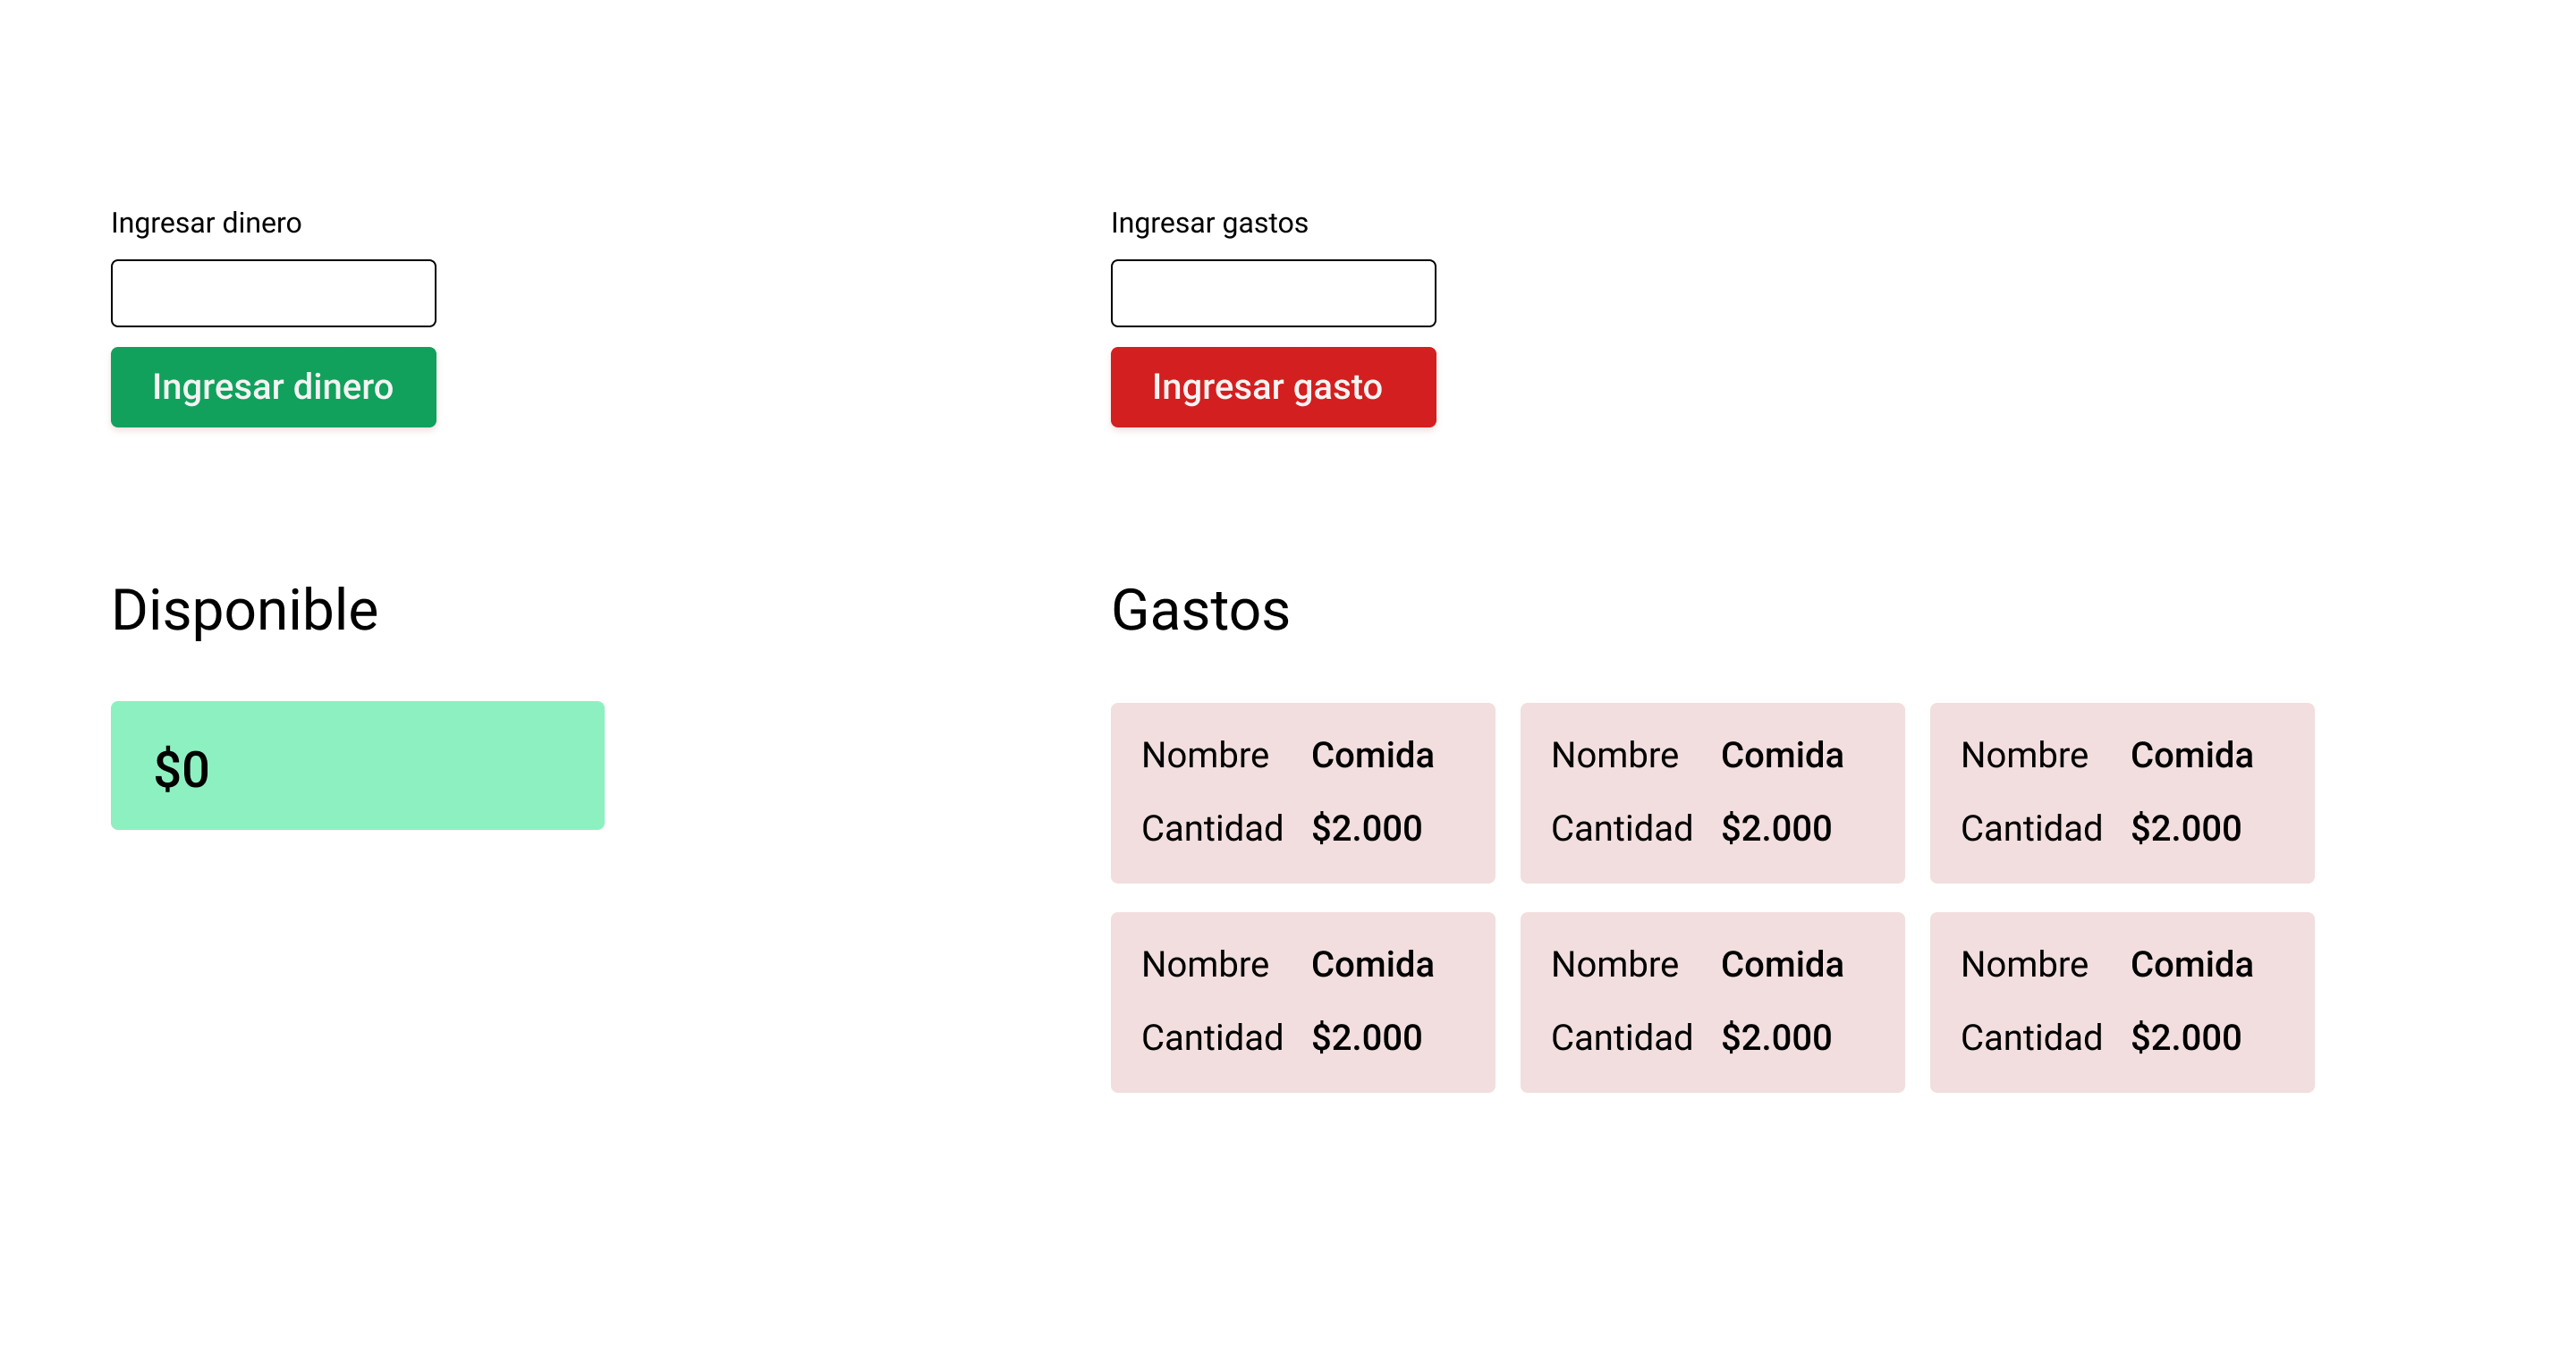 Ingresar dinero
Ingresar dinero
Ingresar gastos
Ingresar gasto
Disponible
$0
Gastos
Nombre Comida
Cantidad $2.000
Nombre Comida
Cantidad $2.000
Nombre Comida
Cantidad $2.000
Nombre Comida
Cantidad $2.000
Nombre Comida
Cantidad $2.000
Nombre Comida
Cantidad $2.000